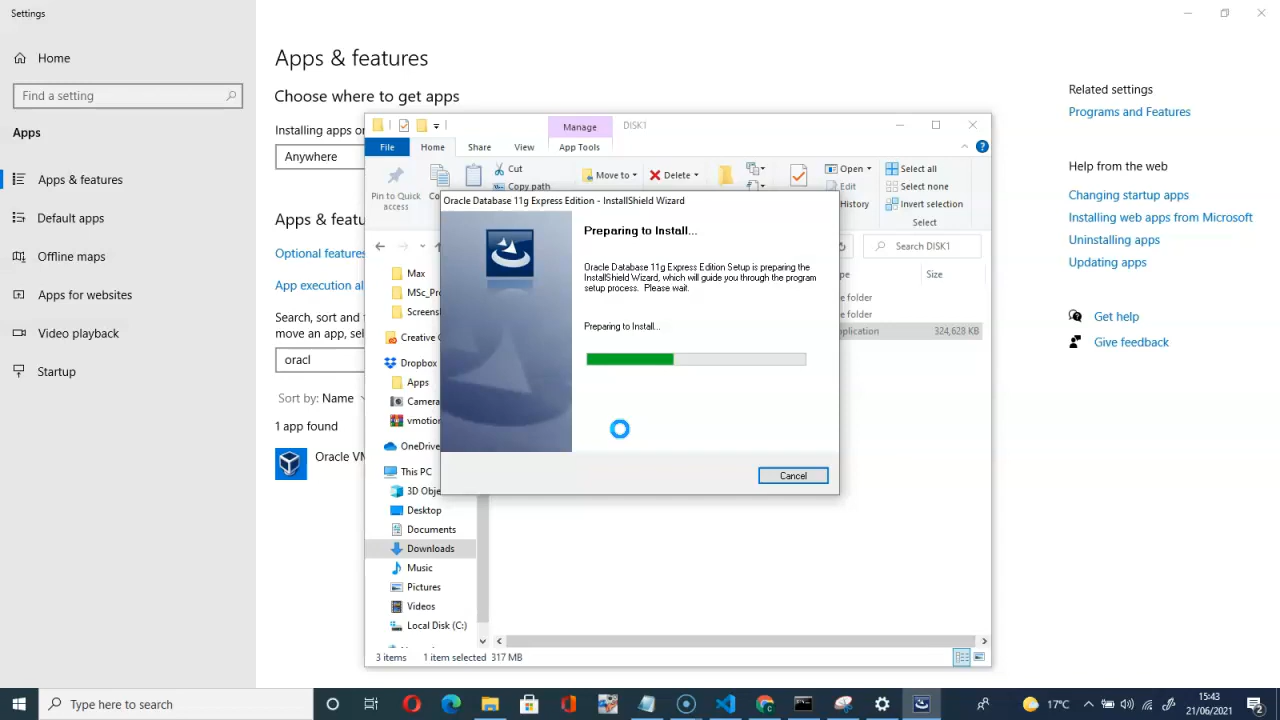 Settings
Home
Find a setting
Apps
Apps & features
Default apps
Offline maps
Apps for websites
Video playback
Startup
Apps & features
Choose where to get apps
Installing apps
Anywhere
Apps &
Optional features
App execution
Search, sort and
move an app,
oracl
Sort by: Name
1 app found
Oracle
Related settings
Programs and Features
Help from the web
Changing startup apps
Installing web apps from Microsoft
Uninstalling apps
Updating apps
Get help
Give feedback
Manage
DISK1
File
Home
Share
View
App Tools
Pin to Quick
access
Cut
Copy path
Move to
Delete
Open
Edit
History
Select all
Select none
Invert selection
Select
Search DISK1
Size
folder
folder
324,628 KB
Max
Creative
Dropbox
Apps
Camera
OneDrive
This PC
Desktop
Documents
Downloads
Music
Pictures
Videos
Local Disk (C:)
3 items
1 item selected 317 MB
Oracle Database 11g Express Edition - InstallShield Wizard
Preparing to Install...
Oracle Database 11g Express Edition Setup is preparing the
InstallShield Wizard, which will guide you through the program
setup process. Please wait.
Preparing to Install...
Cancel
Type here to search
17°C
15:43
21/06/2021
2